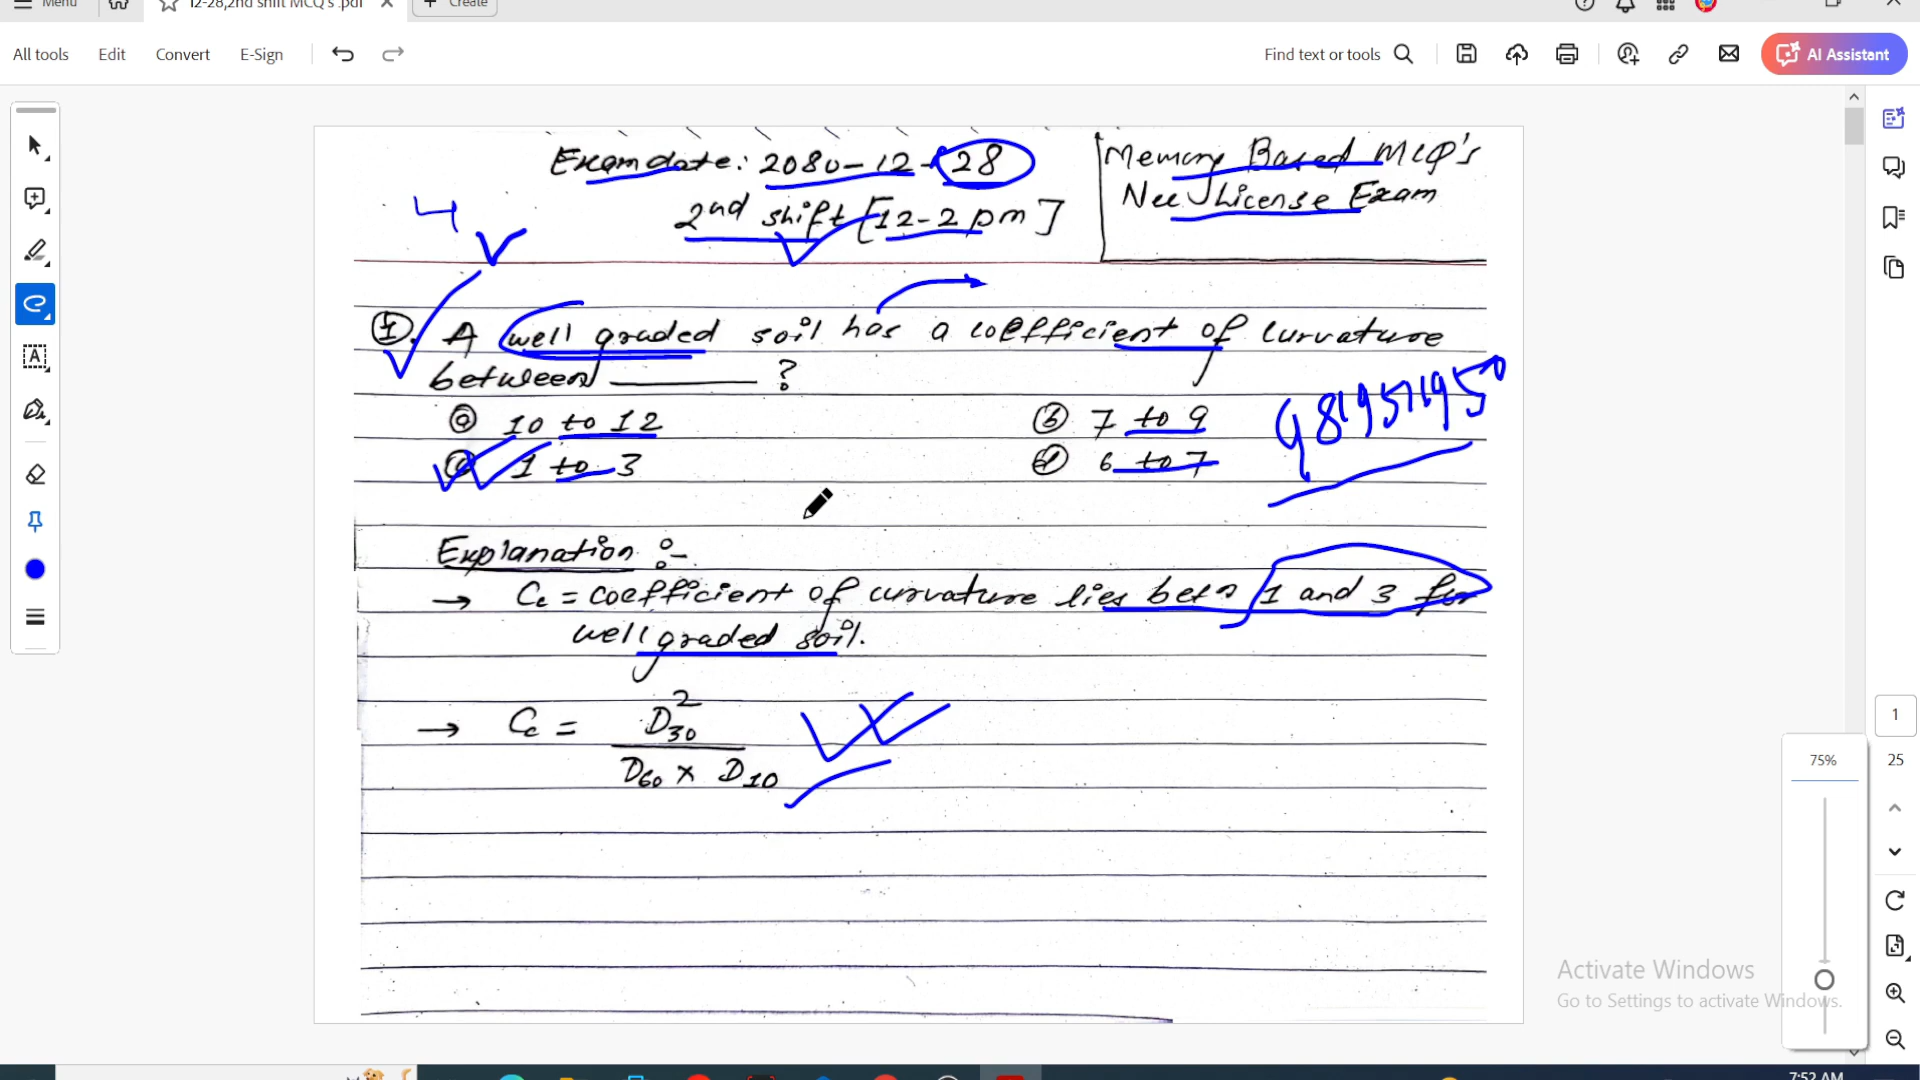 Menu
12-28,2nd shift MCQ's .pdf
Create
All tools
Edit
Convert
E-Sign
Find text or tools
AI Assistant
Exam date: 2080-12-28
2nd shift [12-2 pm]
Memory Based MCQ's
Nec License Exam
4
1. A well graded soil has a coefficient of curvature
between ______ ?
a 10 to 12
b 7 to 9
c 1 to 3
d 6 to 7
Explanation :-
→ Cc = coefficient of curvature lies betn 1 and 3 for
well graded soil.
→ Cc = D30² / D60 x D10
1
75%
25
Activate Windows
Go to Settings to activate Windows.
7:52 AM